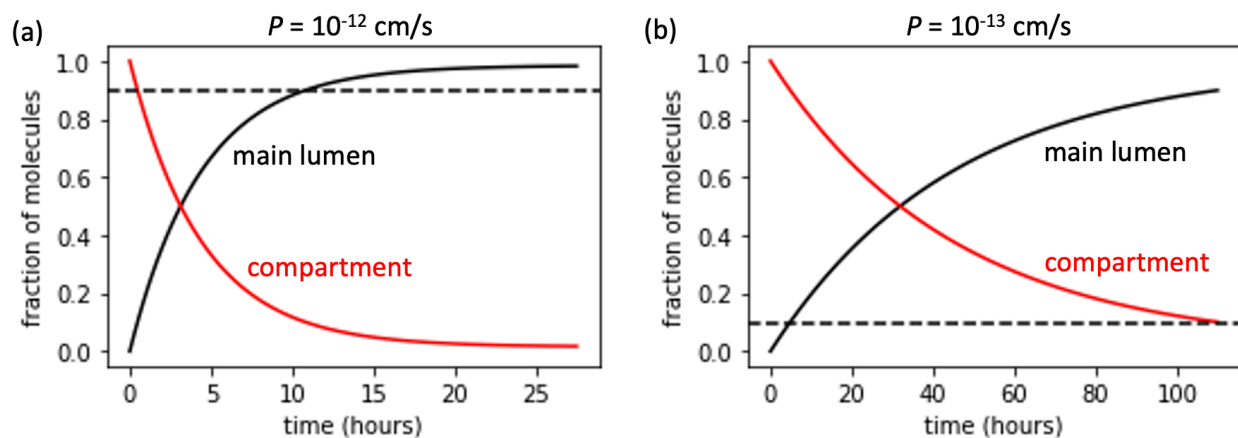 (a)
P = 10⁻¹² cm/s
fraction of molecules
1.0
0.8
0.6
0.4
0.2
0.0
main lumen
compartment
0 5 10 15 20 25
time (hours)
(b)
P = 10⁻¹³ cm/s
fraction of molecules
1.0
0.8
0.6
0.4
0.2
0.0
main lumen
compartment
0 20 40 60 80 100
time (hours)